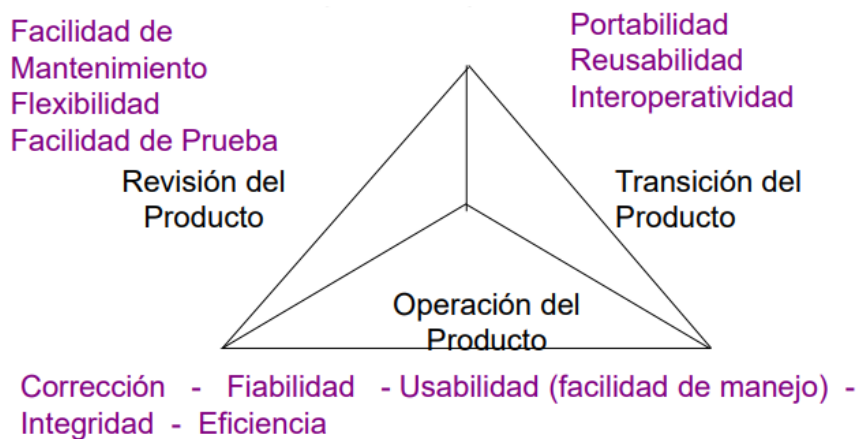 Facilidad de
Mantenimiento
Flexibilidad
Facilidad de Prueba
Portabilidad
Reusabilidad
Interoperatividad
Revisión del
Producto
Transición del
Producto
Operación del
Producto
Corrección - Fiabilidad - Usabilidad (facilidad de manejo) -
Integridad - Eficiencia